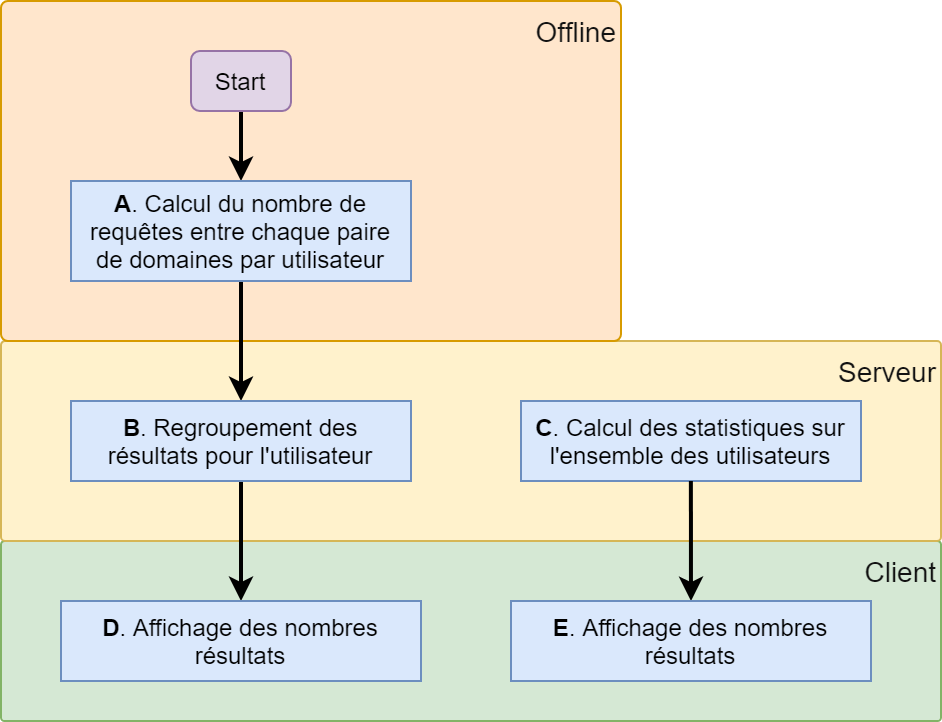 Offline
Start
A. Calcul du nombre de
requêtes entre chaque paire
de domaines par utilisateur
Serveur
B. Regroupement des
résultats pour l'utilisateur
C. Calcul des statistiques sur
l'ensemble des utilisateurs
Client
D. Affichage des nombres
résultats
E. Affichage des nombres
résultats